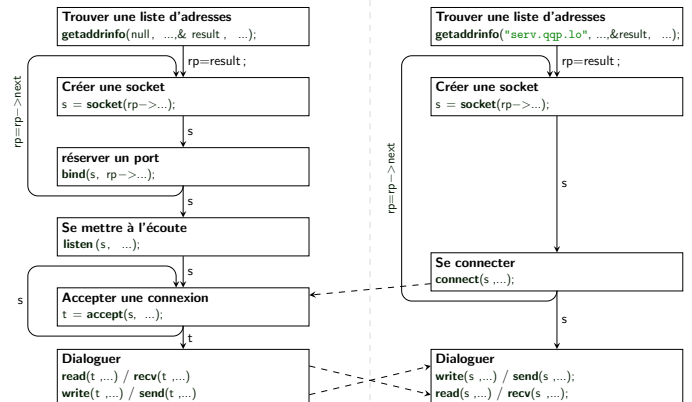 Trouver une liste d'adresses
getaddrinfo(null, ...,& result , ...);
rp=result ;
rp=rp->next
Créer une socket
s = socket(rp->...);
s
réserver un port
bind(s, rp->...);
s
Se mettre à l'écoute
listen (s, ...);
s
s
Accepter une connexion
t = accept(s, ...);
t
Dialoguer
read(t ,...) / recv(t ,...)
write(t ,...) / send(t ,...)
Trouver une liste d'adresses
getaddrinfo("serv.qqp.lo", ...,&result, ...);
rp=result ;
rp=rp->next
Créer une socket
s = socket(rp->...);
s
Se connecter
connect(s ,...);
s
Dialoguer
write(s ,...) / send(s ,...);
read(s ,...) / recv(s ,...);